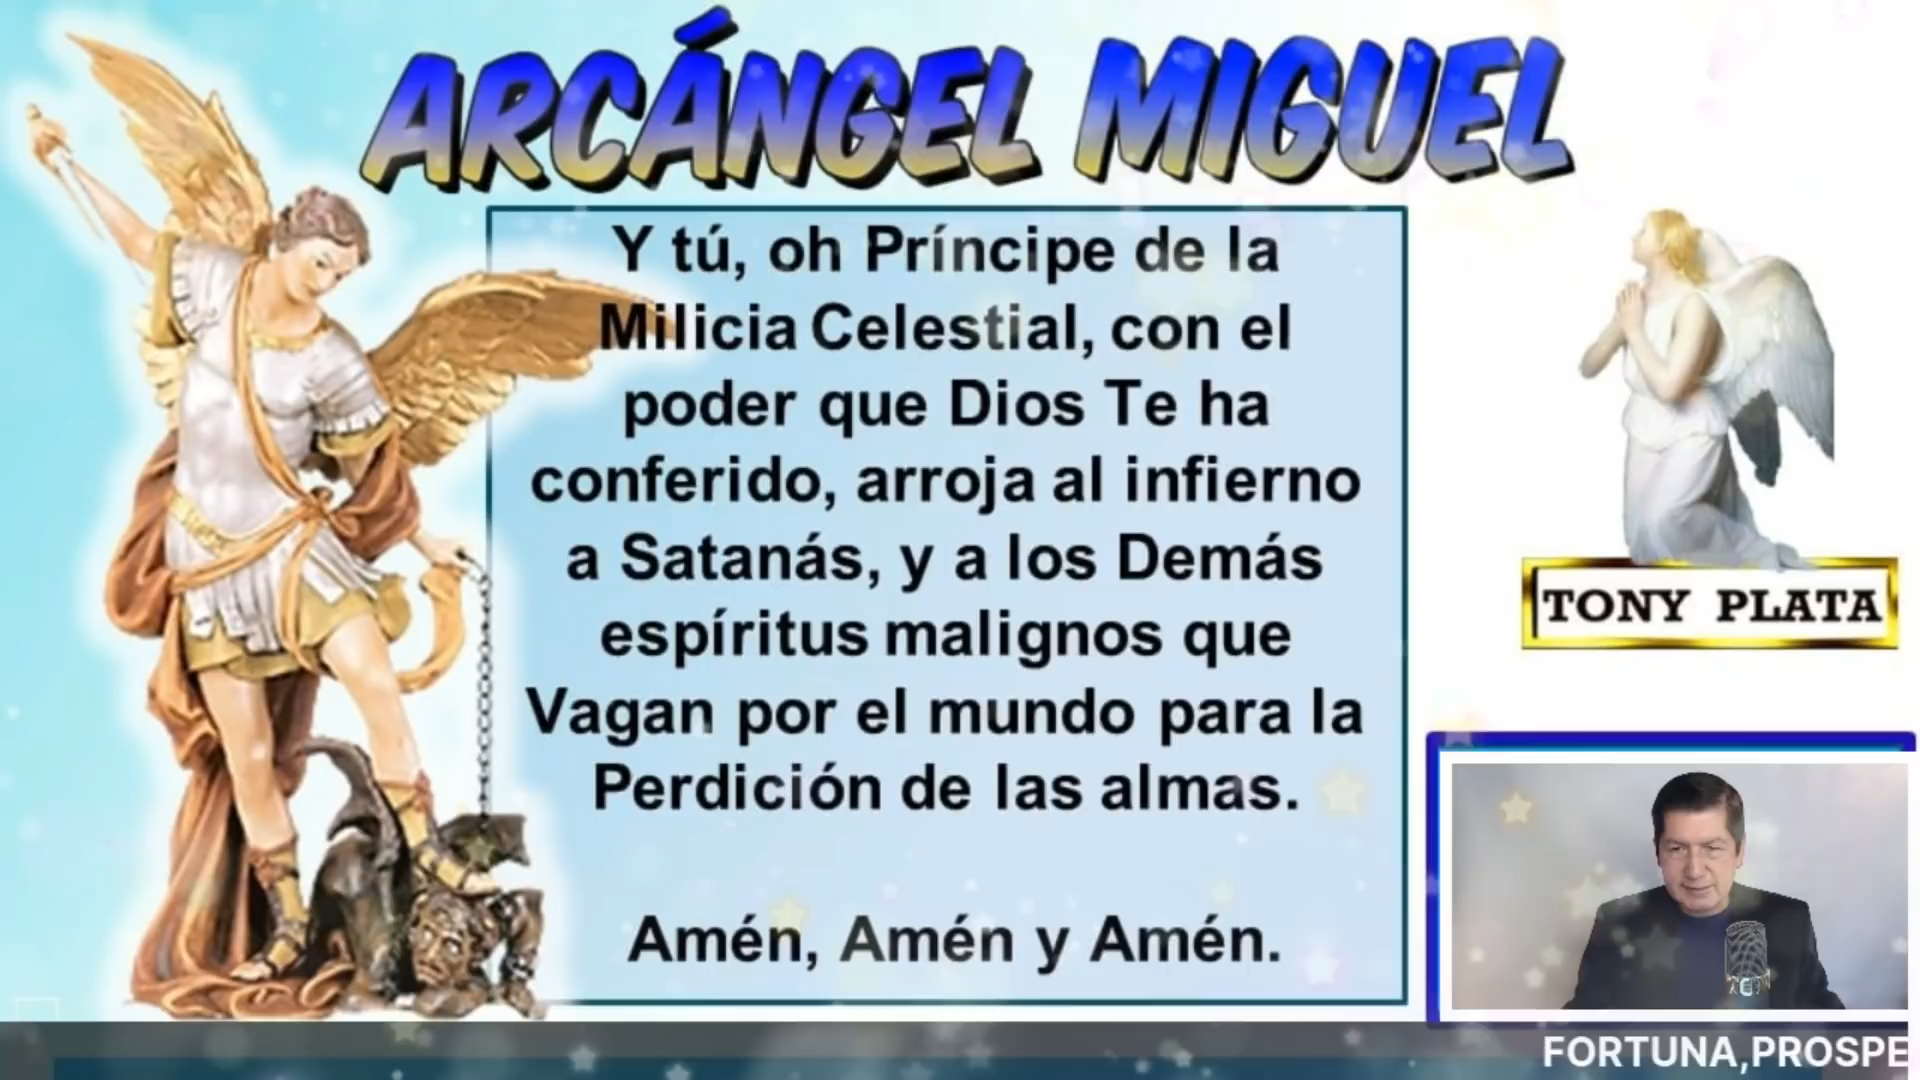 ARCÁNGEL MIGUEL
Y tú, oh Príncipe de la
Milicia Celestial, con el
poder que Dios Te ha
conferido, arroja al infierno
a Satanás, y a los Demás
espíritus malignos que
Vagan por el mundo para la
Perdición de las almas.
Amén, Amén y Amén.
TONY PLATA
FORTUNA,PROSPE